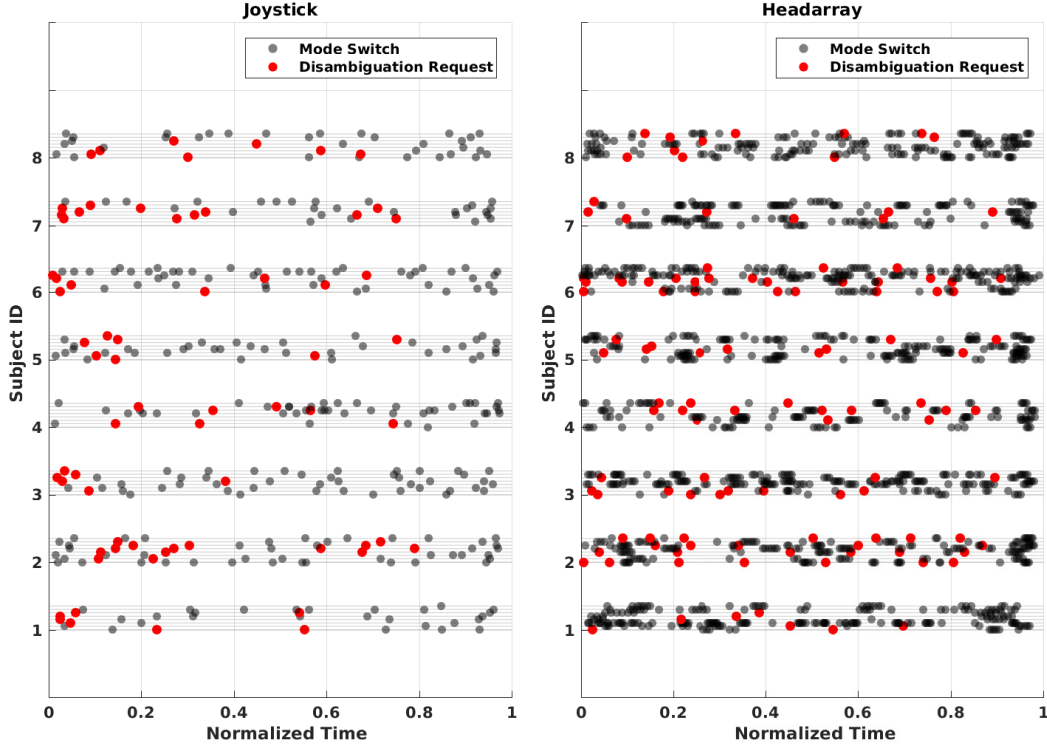 Joystick
Mode Switch
Disambiguation Request
8
7
6
5
4
3
2
1
Subject ID
0
0.2
0.4
0.6
0.8
1
Normalized Time
Headarray
Mode Switch
Disambiguation Request
8
7
6
5
4
3
2
1
Subject ID
0
0.2
0.4
0.6
0.8
1
Normalized Time